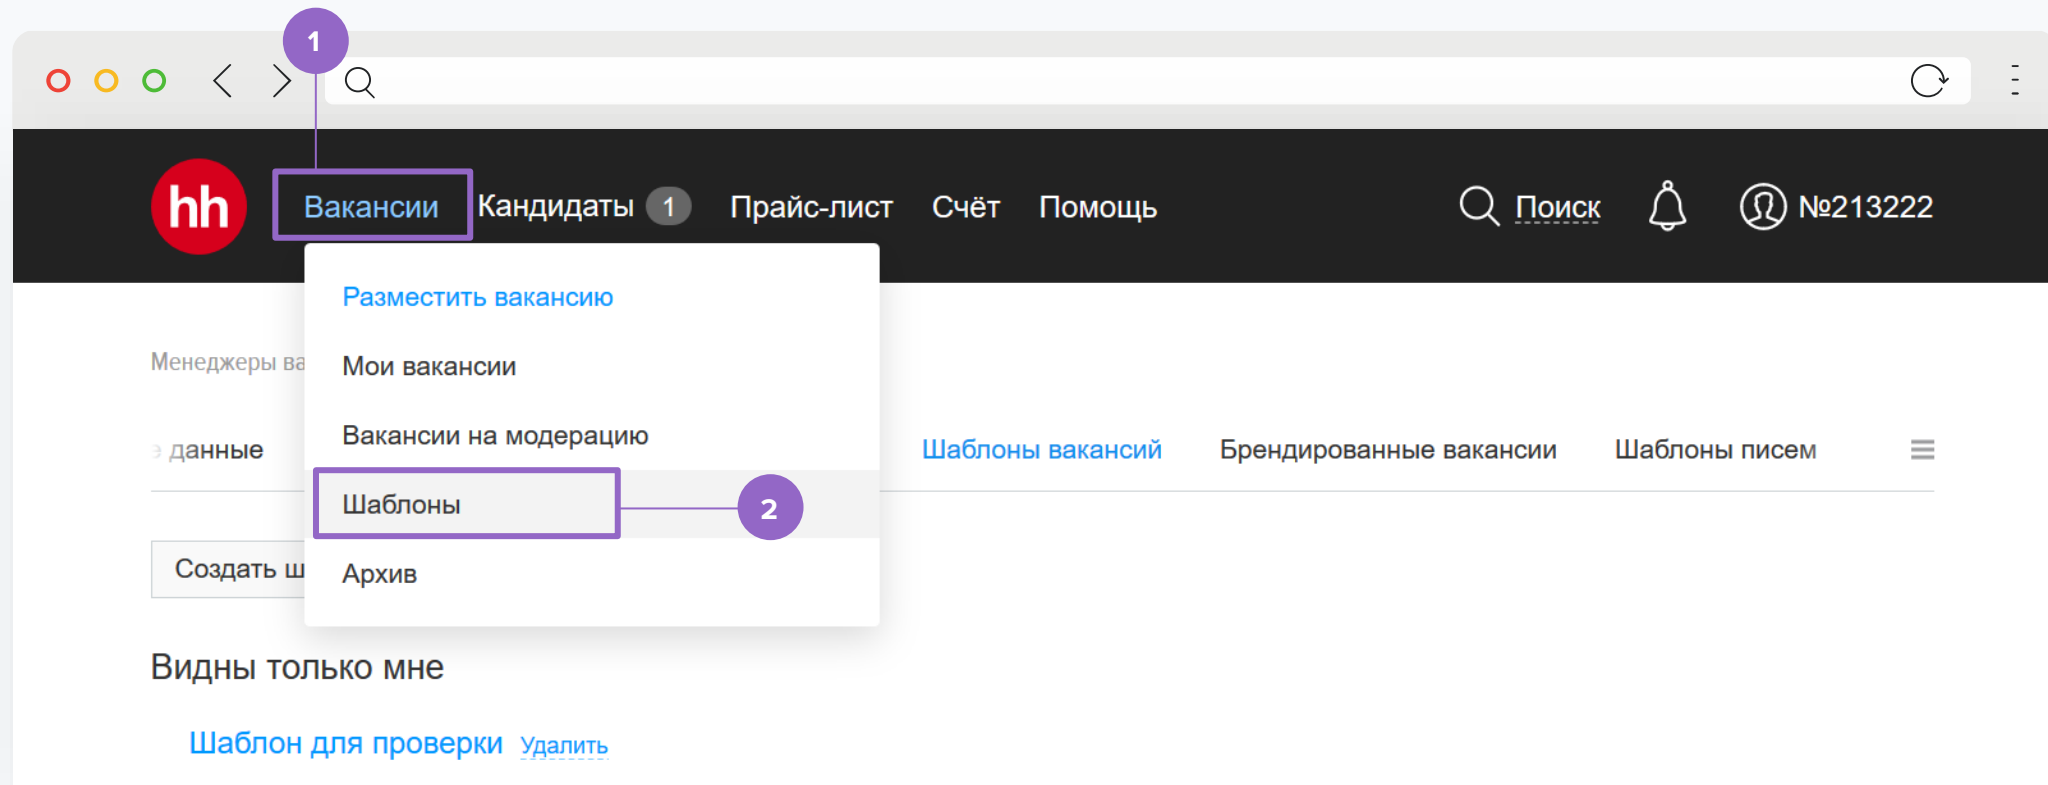 1
hh Вакансии Кандидаты 1 Прайс-лист Счёт Помощь Поиск №213222
Разместить вакансию
Менеджеры
Мои вакансии
Вакансии на модерацию
данные Шаблоны вакансий Брендированные вакансии Шаблоны писем
Шаблоны 2
Создать
Архив
Видны только мне
Шаблон для проверки Удалить